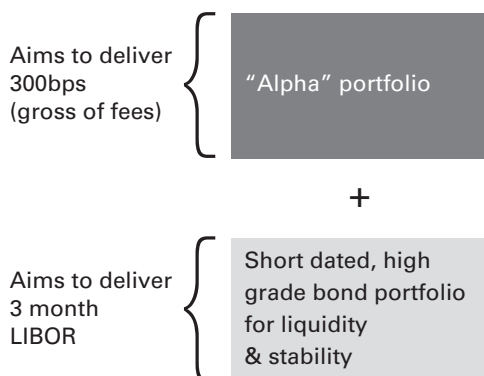 Aims to deliver
300bps
(gross of fees)
“Alpha” portfolio
+
Aims to deliver
3 month
LIBOR
Short dated, high
grade bond portfolio
for liquidity
& stability